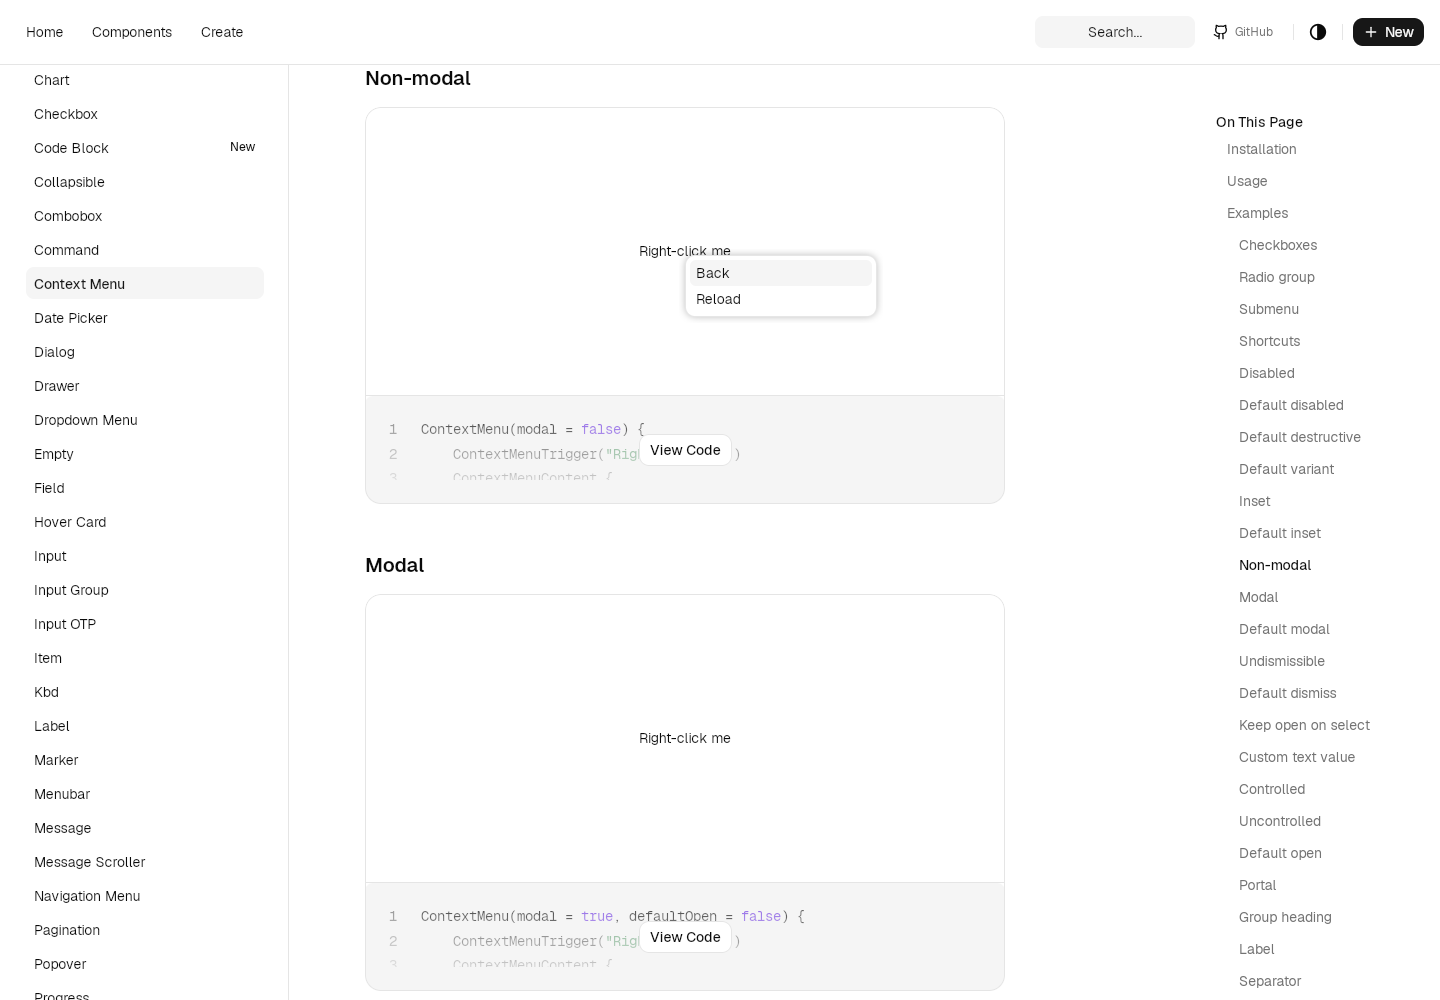 Home
Components
Create
Search...
GitHub
New
Chart
Checkbox
Code Block
New
Collapsible
Combobox
Command
Context Menu
Date Picker
Dialog
Drawer
Dropdown Menu
Empty
Field
Hover Card
Input
Input Group
Input OTP
Item
Kbd
Label
Marker
Menubar
Message
Message Scroller
Navigation Menu
Pagination
Popover
Progress
Non-modal
Right-click me
Back
Reload
1 ContextMenu(modal = false) {
2 ContextMenuTrigger("Rig )
View Code
3 ContextMenuContent {
Modal
Right-click me
1 ContextMenu(modal = true, defaultOpen = false) {
2 ContextMenuTrigger("Rig )
View Code
3 ContextMenuContent {
On This Page
Installation
Usage
Examples
Checkboxes
Radio group
Submenu
Shortcuts
Disabled
Default disabled
Default destructive
Default variant
Inset
Default inset
Non-modal
Modal
Default modal
Undismissible
Default dismiss
Keep open on select
Custom text value
Controlled
Uncontrolled
Default open
Portal
Group heading
Label
Separator